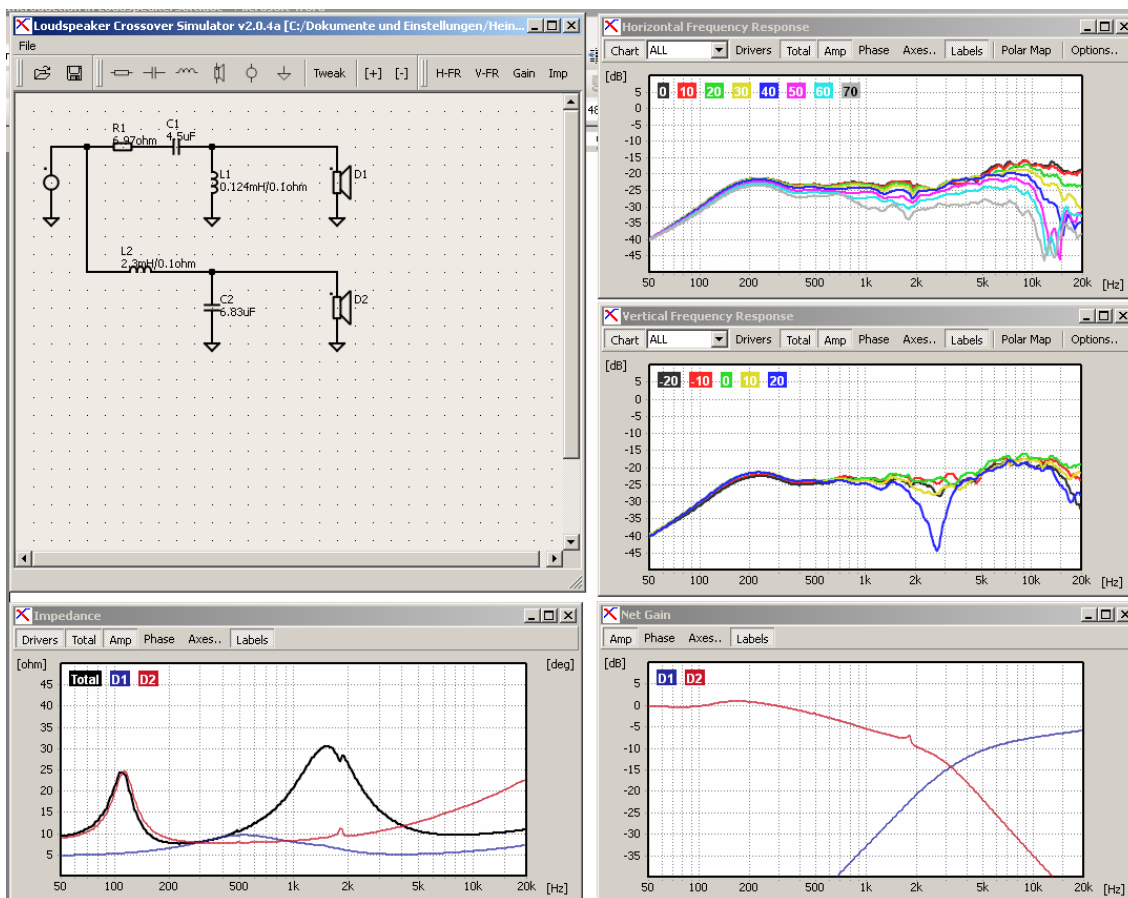 Loudspeaker Crossover Simulator v2.0.4a [C:/Dokumente und Einstellungen/Hein...
File
Tweak [+] [-] H-FR V-FR Gain Imp
R1
6.97ohm
C1
4.5uF
L1
0.124mH/0.1ohm
D1
L2
2.3mH/0.1ohm
C2
6.83uF
D2
48
Horizontal Frequency Response
Chart ALL Drivers Total Amp Phase Axes.. Labels Polar Map Options..
[dB]
0 10 20 30 40 50 60 70
5
0
-5
-10
-15
-20
-25
-30
-35
-40
-45
50 100 200 500 1k 2k 5k 10k 20k [Hz]
Vertical Frequency Response
Chart ALL Drivers Total Amp Phase Axes.. Labels Polar Map Options..
[dB]
-20 -10 0 10 20
5
0
-5
-10
-15
-20
-25
-30
-35
-40
-45
50 100 200 500 1k 2k 5k 10k 20k [Hz]
Impedance
Drivers Total Amp Phase Axes.. Labels
[ohm] [deg]
Total D1 D2
45
40
35
30
25
20
15
10
5
50 100 200 500 1k 2k 5k 10k 20k [Hz]
Net Gain
Amp Phase Axes.. Labels
[dB]
D1 D2
5
0
-5
-10
-15
-20
-25
-30
-35
50 100 200 500 1k 2k 5k 10k 20k [Hz]